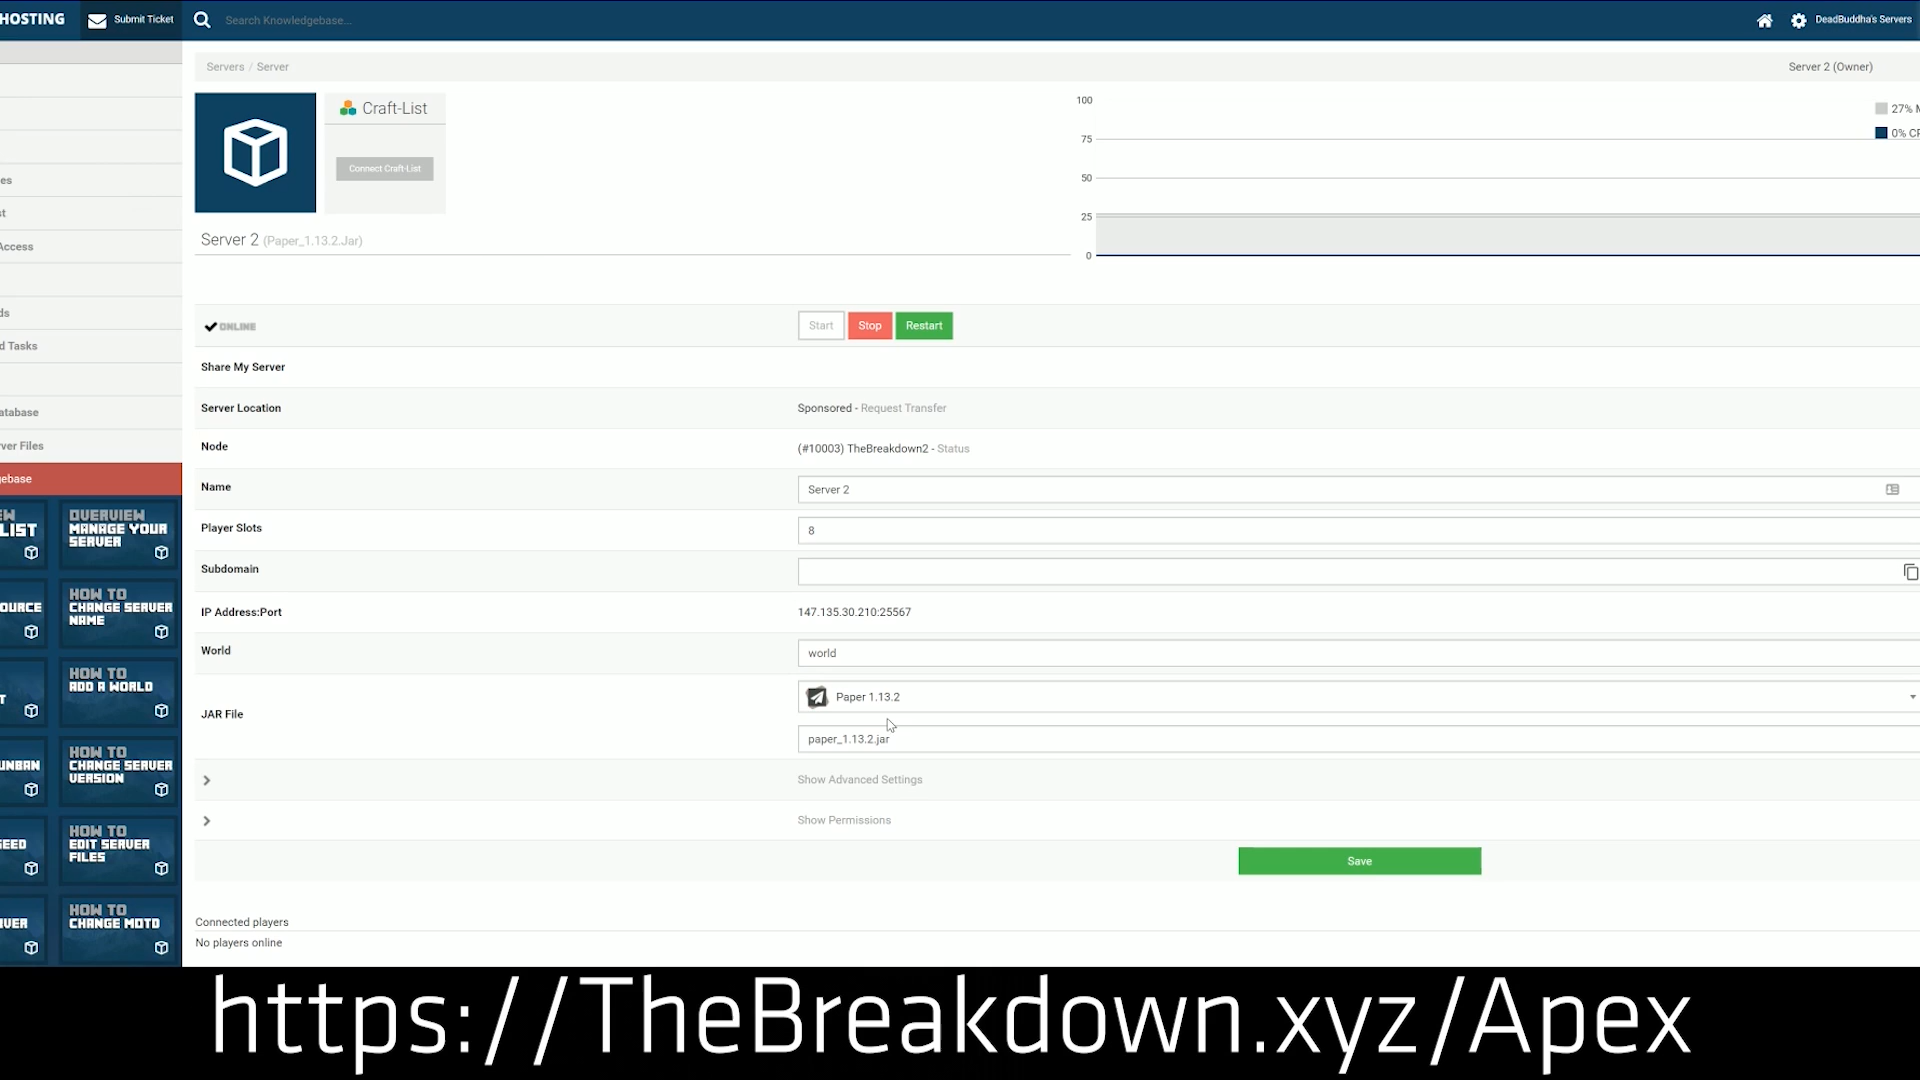 HOSTING
Submit Ticket
Search Knowledgebase...
DeadBuddha's Servers
Servers / Server
Server 2 (Owner)
Craft-List
Connect Craft-List
Server 2 (Paper_1.13.2.Jar)
100
75
50
25
0
27% M
0% CP
es
st
Access
ds
d Tasks
atabase
ver Files
gebase
ONLINE
Start
Stop
Restart
Share My Server
Server Location
Sponsored - Request Transfer
Node
(#10003) TheBreakdown2 - Status
Name
Server 2
Player Slots
8
Subdomain
IP Address:Port
147.135.30.210:25567
World
world
JAR File
Paper 1.13.2
paper_1.13.2.jar
Show Advanced Settings
Show Permissions
Save
Connected players
No players online
EW
LIST
OVERVIEW
MANAGE YOUR
SERVER
OURCE
HOW TO
CHANGE SERVER
NAME
T
HOW TO
ADD A WORLD
UNBAN
HOW TO
CHANGE SERVER
VERSION
SEED
HOW TO
EDIT SERVER
FILES
VER
HOW TO
CHANGE MOTD
https://TheBreakdown.xyz/Apex